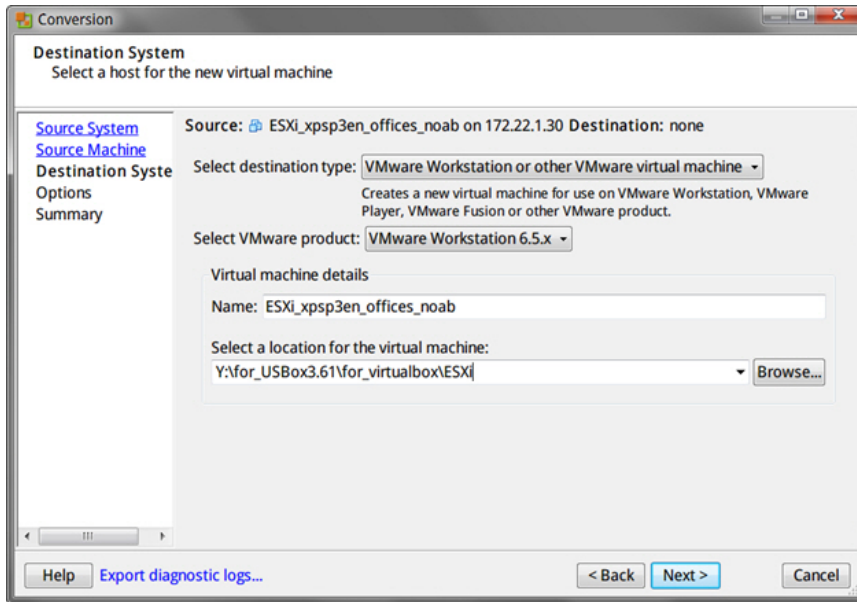 Conversion
Destination System
Select a host for the new virtual machine
Source System
Source Machine
Destination Syste
Options
Summary
Source: ESXi_xpsp3en_offices_noab on 172.22.1.30 Destination: none
Select destination type: VMware Workstation or other VMware virtual machine
Creates a new virtual machine for use on VMware Workstation, VMware
Player, VMware Fusion or other VMware product.
Select VMware product: VMware Workstation 6.5.x
Virtual machine details
Name: ESXi_xpsp3en_offices_noab
Select a location for the virtual machine:
Y:\for_USBox3.61\for_virtualbox\ESXi
Browse...
Help
Export diagnostic logs...
< Back
Next >
Cancel